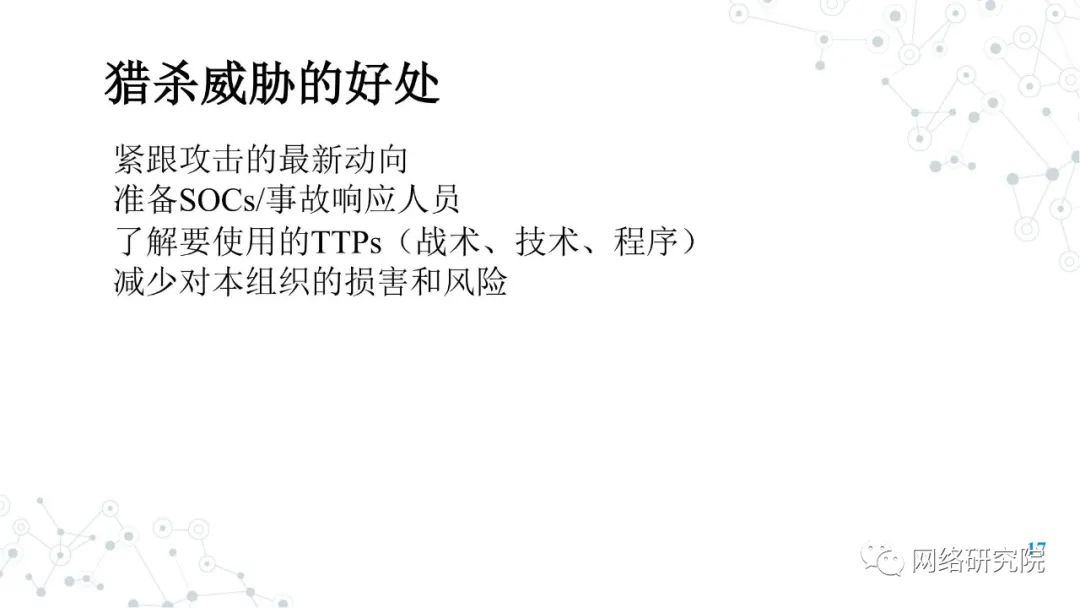 猎杀威胁的好处
紧跟攻击的最新动向
准备SOCs/事故响应人员
了解要使用的TTPs（战术、技术、程序）
减少对本组织的损害和风险
17
网络研究院